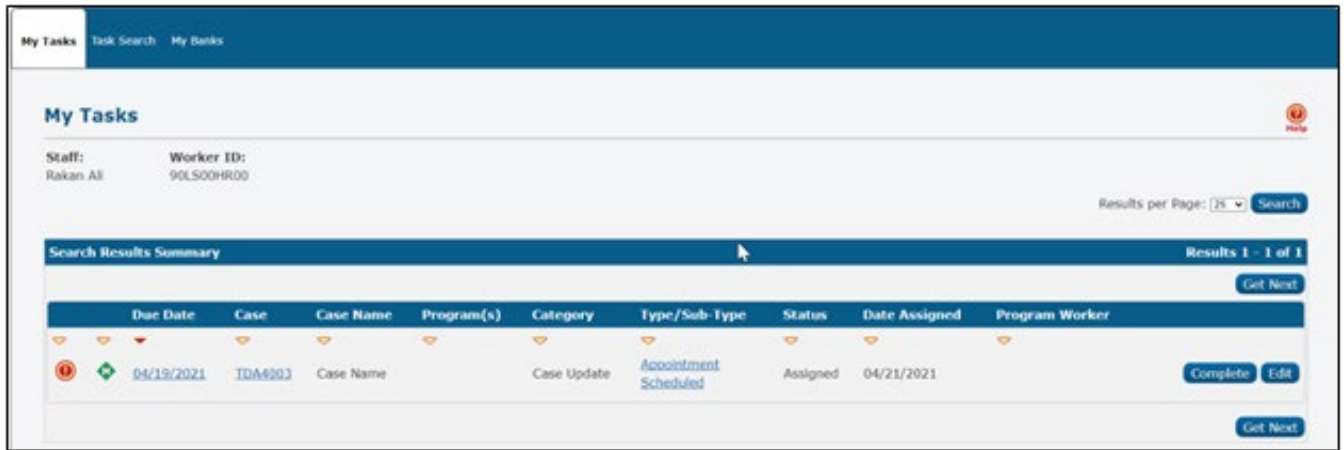 My Tasks Task Search My Banks
My Tasks
Help
Staff: Worker ID:
Rakan Ali 90LS00HR00
Results per Page: 25 Search
Search Results Summary Results 1 - 1 of 1
Get Next
Due Date Case Case Name Program(s) Category Type/Sub-Type Status Date Assigned Program Worker
04/19/2021 TDA4003 Case Name Case Update Appointment Scheduled Assigned 04/21/2021 Complete Edit
Get Next